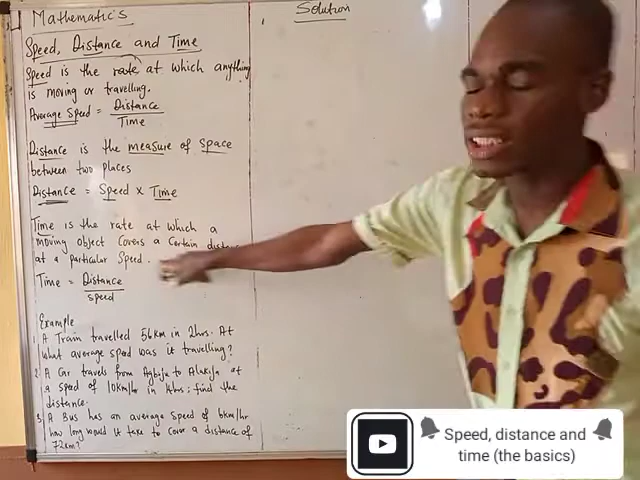 Mathematics
Speed, Distance and Time
Speed is the rate at which anything
is moving or travelling.
Average Speed = Distance
Time
Distance is the measure of space
between two places
Distance = Speed × Time
Time is the rate at which a
moving object covers a certain
at a particular Speed.
Time = Distance
speed
Example
1. A Train travelled 56km in 2hrs. At
what average speed was it travelling?
2. A Car travels from Agbija to Alakija at
a speed of 10km/hr in hrs; find the
distance.
3. A Bus has an average speed of 6km/hr
how long would it take to cover a distance of
72km?
Solution
Speed, distance and
time (the basics)